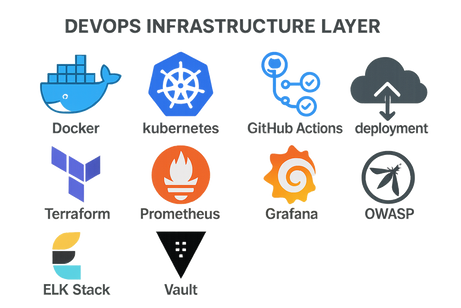 DEVOPS INFRASTRUCTURE LAYER
Docker kubernetes GitHub Actions deployment
Terraform Prometheus Grafana OWASP
ELK Stack Vault